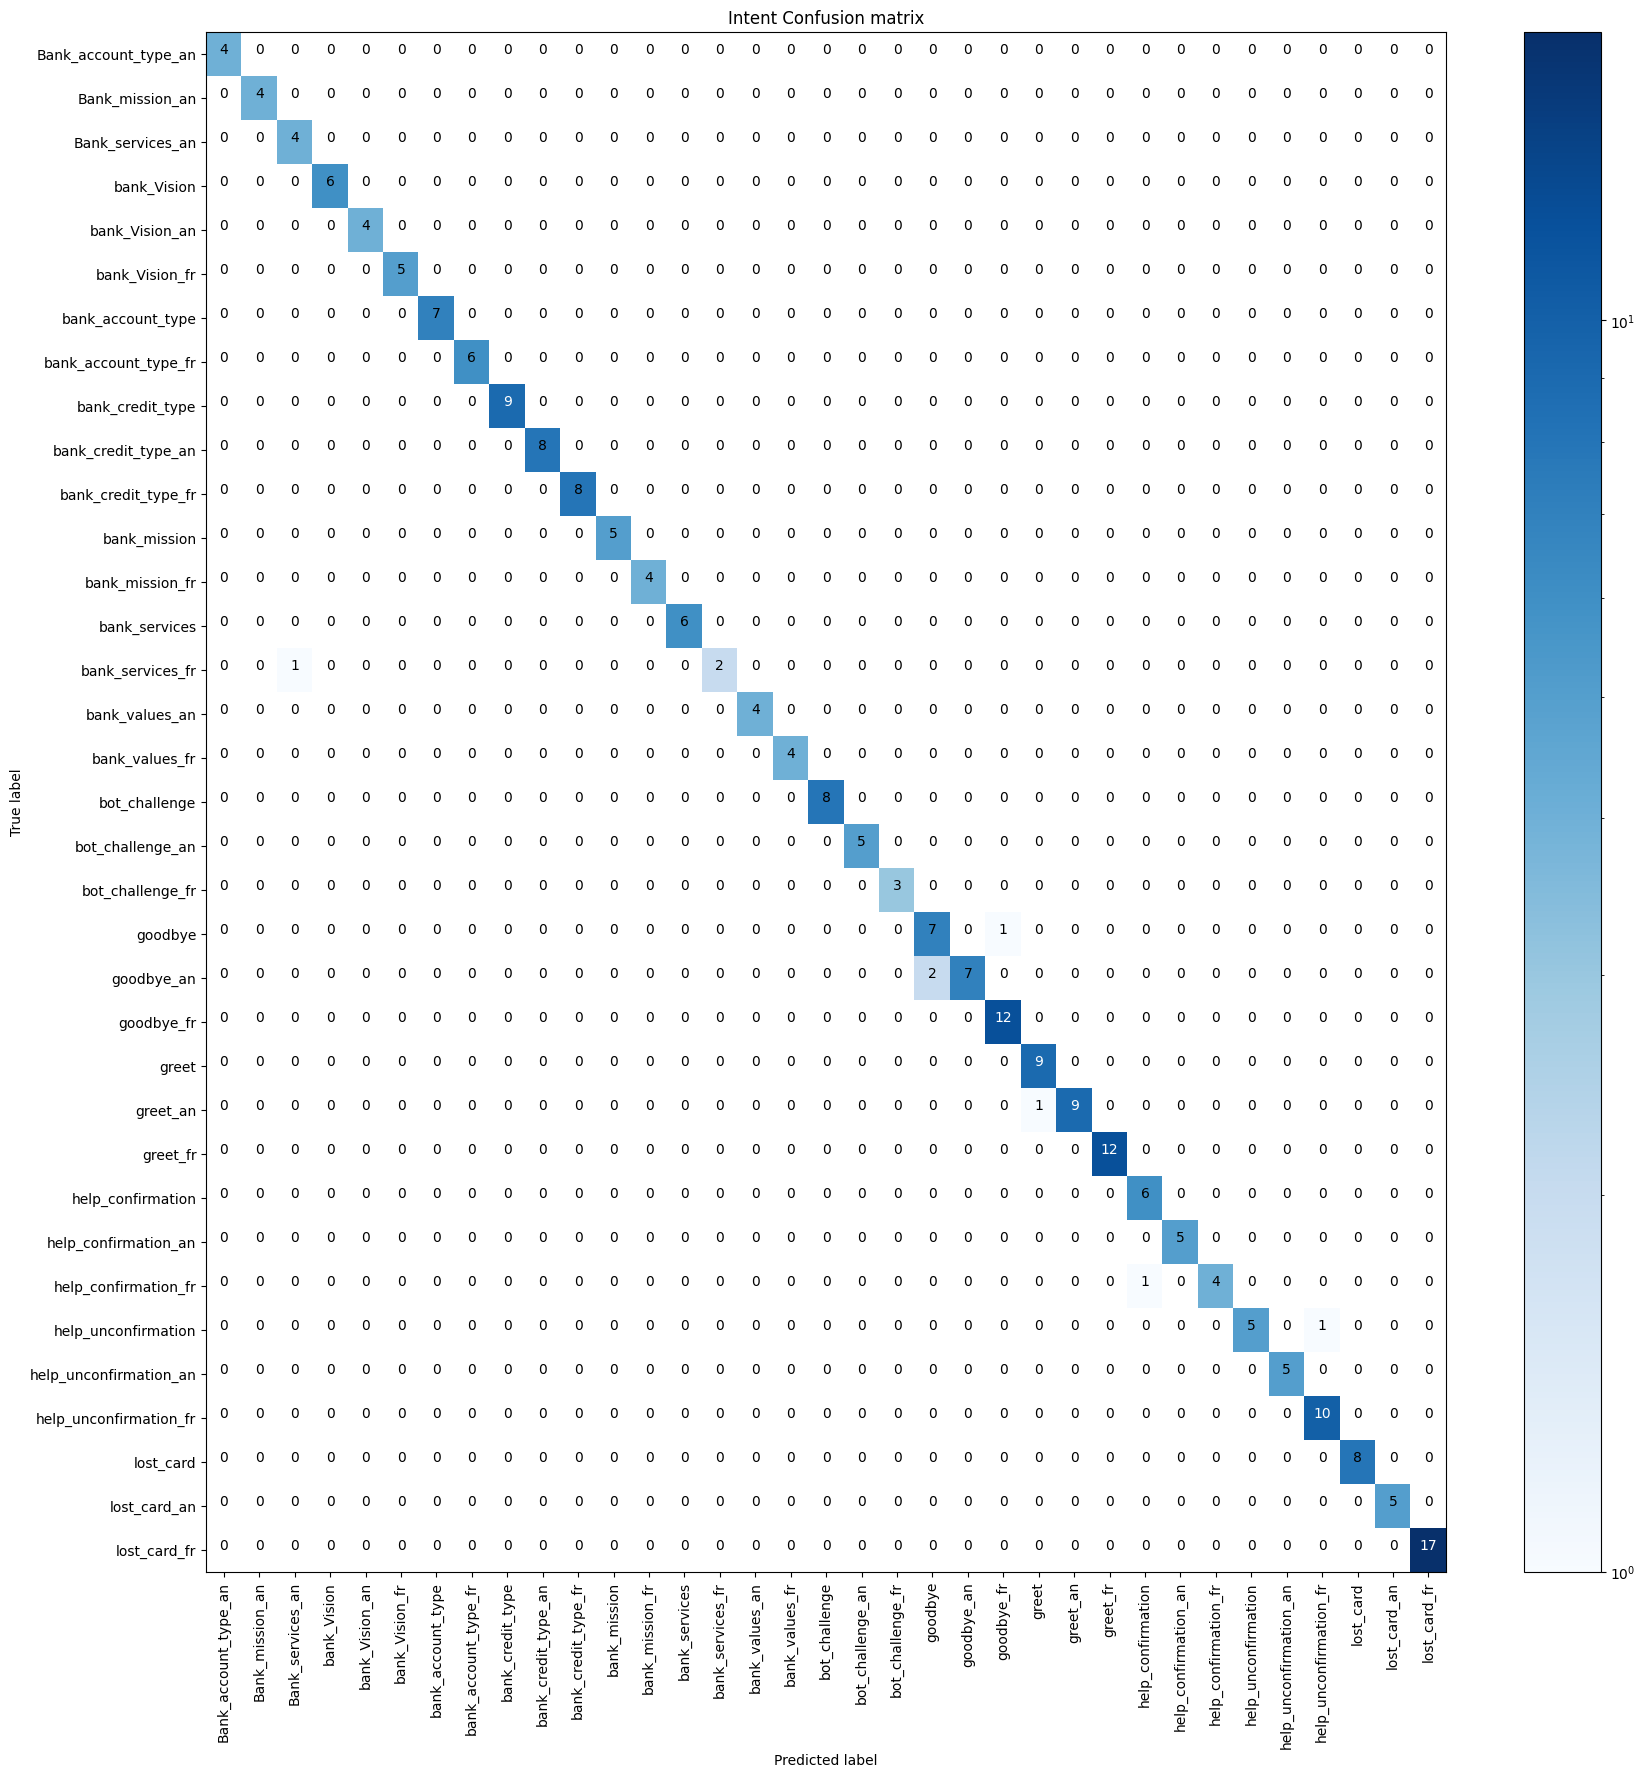 Intent Confusion matrix
Bank_account_type_an 4 0 0 0 0 0 0 0 0 0 0 0 0 0 0 0 0 0 0 0 0 0 0 0 0 0 0 0 0 0 0 0 0 0 0
Bank_mission_an 0 4 0 0 0 0 0 0 0 0 0 0 0 0 0 0 0 0 0 0 0 0 0 0 0 0 0 0 0 0 0 0 0 0 0
Bank_services_an 0 0 4 0 0 0 0 0 0 0 0 0 0 0 0 0 0 0 0 0 0 0 0 0 0 0 0 0 0 0 0 0 0 0 0
bank_Vision 0 0 0 6 0 0 0 0 0 0 0 0 0 0 0 0 0 0 0 0 0 0 0 0 0 0 0 0 0 0 0 0 0 0 0
bank_Vision_an 0 0 0 0 4 0 0 0 0 0 0 0 0 0 0 0 0 0 0 0 0 0 0 0 0 0 0 0 0 0 0 0 0 0 0
bank_Vision_fr 0 0 0 0 0 5 0 0 0 0 0 0 0 0 0 0 0 0 0 0 0 0 0 0 0 0 0 0 0 0 0 0 0 0 0
bank_account_type 0 0 0 0 0 0 7 0 0 0 0 0 0 0 0 0 0 0 0 0 0 0 0 0 0 0 0 0 0 0 0 0 0 0 0
bank_account_type_fr 0 0 0 0 0 0 0 6 0 0 0 0 0 0 0 0 0 0 0 0 0 0 0 0 0 0 0 0 0 0 0 0 0 0 0
bank_credit_type 0 0 0 0 0 0 0 0 9 0 0 0 0 0 0 0 0 0 0 0 0 0 0 0 0 0 0 0 0 0 0 0 0 0 0
bank_credit_type_an 0 0 0 0 0 0 0 0 0 8 0 0 0 0 0 0 0 0 0 0 0 0 0 0 0 0 0 0 0 0 0 0 0 0 0
bank_credit_type_fr 0 0 0 0 0 0 0 0 0 0 8 0 0 0 0 0 0 0 0 0 0 0 0 0 0 0 0 0 0 0 0 0 0 0 0
bank_mission 0 0 0 0 0 0 0 0 0 0 0 5 0 0 0 0 0 0 0 0 0 0 0 0 0 0 0 0 0 0 0 0 0 0 0
bank_mission_fr 0 0 0 0 0 0 0 0 0 0 0 0 4 0 0 0 0 0 0 0 0 0 0 0 0 0 0 0 0 0 0 0 0 0 0
bank_services 0 0 0 0 0 0 0 0 0 0 0 0 0 6 0 0 0 0 0 0 0 0 0 0 0 0 0 0 0 0 0 0 0 0 0
bank_services_fr 0 0 1 0 0 0 0 0 0 0 0 0 0 0 2 0 0 0 0 0 0 0 0 0 0 0 0 0 0 0 0 0 0 0 0
bank_values_an 0 0 0 0 0 0 0 0 0 0 0 0 0 0 0 4 0 0 0 0 0 0 0 0 0 0 0 0 0 0 0 0 0 0 0
bank_values_fr 0 0 0 0 0 0 0 0 0 0 0 0 0 0 0 0 4 0 0 0 0 0 0 0 0 0 0 0 0 0 0 0 0 0 0
bot_challenge 0 0 0 0 0 0 0 0 0 0 0 0 0 0 0 0 0 8 0 0 0 0 0 0 0 0 0 0 0 0 0 0 0 0 0
bot_challenge_an 0 0 0 0 0 0 0 0 0 0 0 0 0 0 0 0 0 0 5 0 0 0 0 0 0 0 0 0 0 0 0 0 0 0 0
bot_challenge_fr 0 0 0 0 0 0 0 0 0 0 0 0 0 0 0 0 0 0 0 3 0 0 0 0 0 0 0 0 0 0 0 0 0 0 0
goodbye 0 0 0 0 0 0 0 0 0 0 0 0 0 0 0 0 0 0 0 0 7 0 1 0 0 0 0 0 0 0 0 0 0 0 0
goodbye_an 0 0 0 0 0 0 0 0 0 0 0 0 0 0 0 0 0 0 0 0 2 7 0 0 0 0 0 0 0 0 0 0 0 0 0
goodbye_fr 0 0 0 0 0 0 0 0 0 0 0 0 0 0 0 0 0 0 0 0 0 0 12 0 0 0 0 0 0 0 0 0 0 0 0
greet 0 0 0 0 0 0 0 0 0 0 0 0 0 0 0 0 0 0 0 0 0 0 0 9 0 0 0 0 0 0 0 0 0 0 0
greet_an 0 0 0 0 0 0 0 0 0 0 0 0 0 0 0 0 0 0 0 0 0 0 0 1 9 0 0 0 0 0 0 0 0 0 0
greet_fr 0 0 0 0 0 0 0 0 0 0 0 0 0 0 0 0 0 0 0 0 0 0 0 0 0 12 0 0 0 0 0 0 0 0 0
help_confirmation 0 0 0 0 0 0 0 0 0 0 0 0 0 0 0 0 0 0 0 0 0 0 0 0 0 0 6 0 0 0 0 0 0 0 0
help_confirmation_an 0 0 0 0 0 0 0 0 0 0 0 0 0 0 0 0 0 0 0 0 0 0 0 0 0 0 0 5 0 0 0 0 0 0 0
help_confirmation_fr 0 0 0 0 0 0 0 0 0 0 0 0 0 0 0 0 0 0 0 0 0 0 0 0 0 0 1 0 4 0 0 0 0 0 0
help_unconfirmation 0 0 0 0 0 0 0 0 0 0 0 0 0 0 0 0 0 0 0 0 0 0 0 0 0 0 0 0 0 5 0 1 0 0 0
help_unconfirmation_an 0 0 0 0 0 0 0 0 0 0 0 0 0 0 0 0 0 0 0 0 0 0 0 0 0 0 0 0 0 0 5 0 0 0 0
help_unconfirmation_fr 0 0 0 0 0 0 0 0 0 0 0 0 0 0 0 0 0 0 0 0 0 0 0 0 0 0 0 0 0 0 0 10 0 0 0
lost_card 0 0 0 0 0 0 0 0 0 0 0 0 0 0 0 0 0 0 0 0 0 0 0 0 0 0 0 0 0 0 0 0 8 0 0
lost_card_an 0 0 0 0 0 0 0 0 0 0 0 0 0 0 0 0 0 0 0 0 0 0 0 0 0 0 0 0 0 0 0 0 0 5 0
lost_card_fr 0 0 0 0 0 0 0 0 0 0 0 0 0 0 0 0 0 0 0 0 0 0 0 0 0 0 0 0 0 0 0 0 0 0 17
True label
Bank_account_type_an
Bank_mission_an
Bank_services_an
bank_Vision
bank_Vision_an
bank_Vision_fr
bank_account_type
bank_account_type_fr
bank_credit_type
bank_credit_type_an
bank_credit_type_fr
bank_mission
bank_mission_fr
bank_services
bank_services_fr
bank_values_an
bank_values_fr
bot_challenge
bot_challenge_an
bot_challenge_fr
goodbye
goodbye_an
goodbye_fr
greet
greet_an
greet_fr
help_confirmation
help_confirmation_an
help_confirmation_fr
help_unconfirmation
help_unconfirmation_an
help_unconfirmation_fr
lost_card
lost_card_an
lost_card_fr
Predicted label
10¹
10⁰